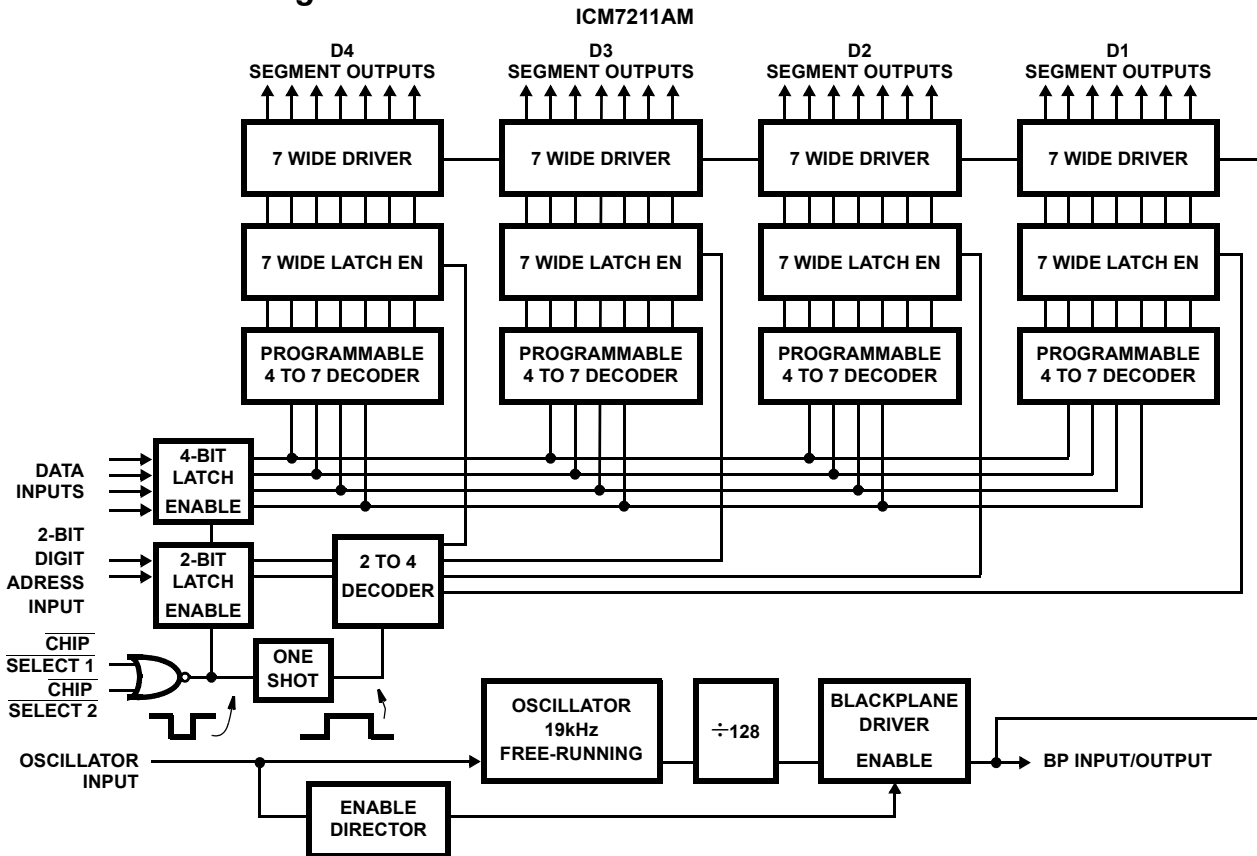 ICM7211AM
D4
SEGMENT OUTPUTS
D3
SEGMENT OUTPUTS
D2
SEGMENT OUTPUTS
D1
SEGMENT OUTPUTS
7 WIDE DRIVER
7 WIDE DRIVER
7 WIDE DRIVER
7 WIDE DRIVER
7 WIDE LATCH EN
7 WIDE LATCH EN
7 WIDE LATCH EN
7 WIDE LATCH EN
PROGRAMMABLE
4 TO 7 DECODER
PROGRAMMABLE
4 TO 7 DECODER
PROGRAMMABLE
4 TO 7 DECODER
PROGRAMMABLE
4 TO 7 DECODER
DATA
INPUTS
4-BIT
LATCH
ENABLE
2-BIT
DIGIT
ADRESS
INPUT
2-BIT
LATCH
ENABLE
2 TO 4
DECODER
CHIP
SELECT 1
CHIP
SELECT 2
ONE
SHOT
OSCILLATOR
INPUT
OSCILLATOR
19kHz
FREE-RUNNING
÷128
BLACKPLANE
DRIVER
ENABLE
BP INPUT/OUTPUT
ENABLE
DIRECTOR